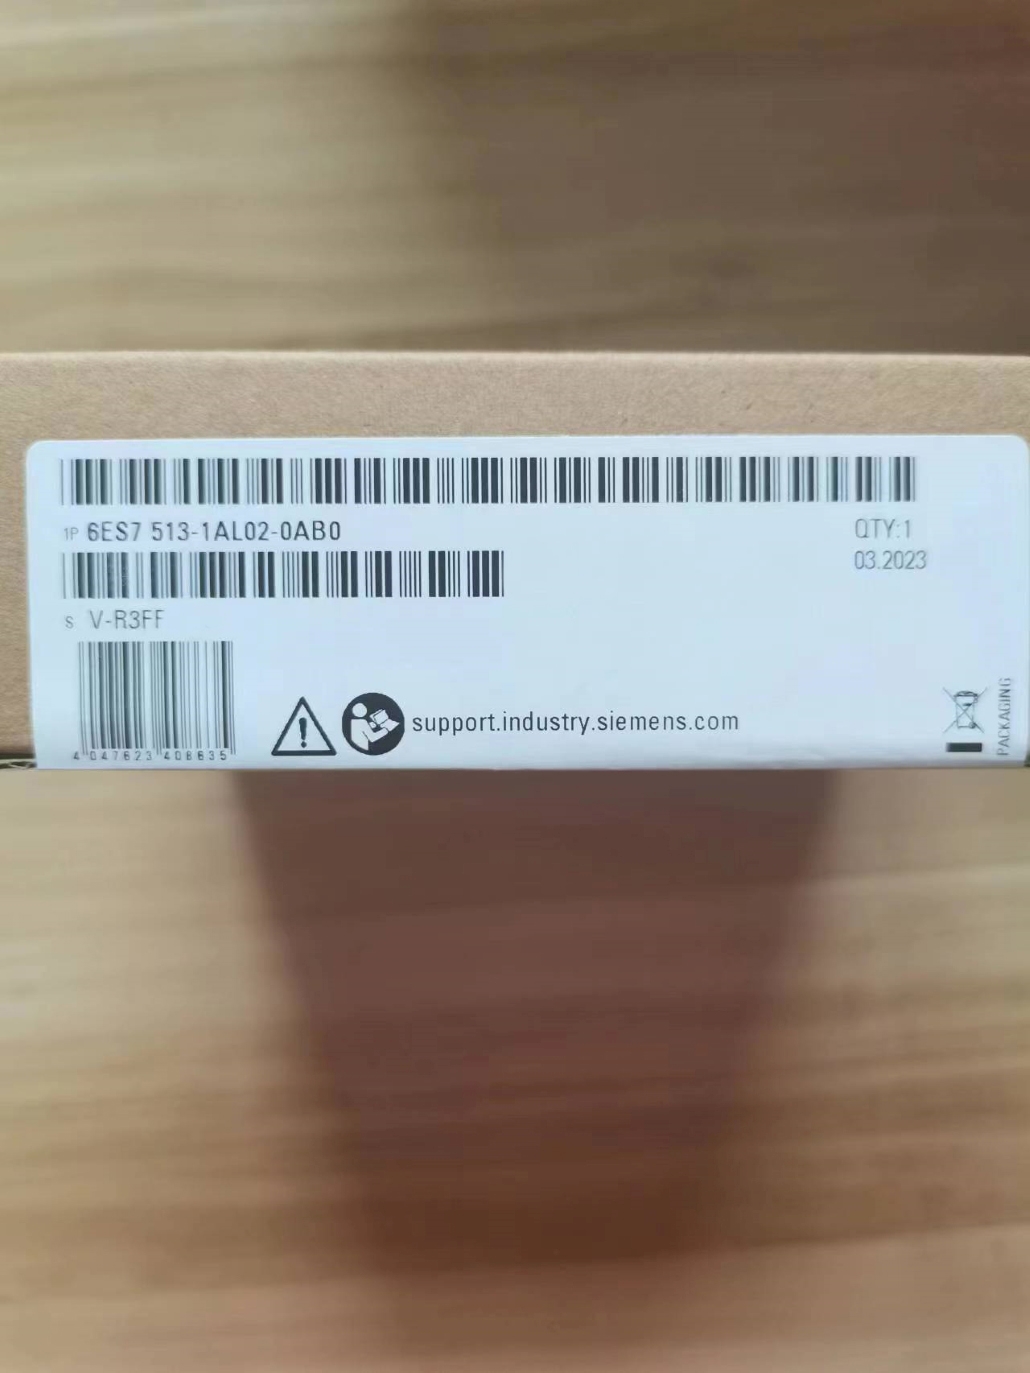 1P 6ES7 513-1AL02-0AB0
QTY:1
03.2023
S V-R3FF
4 047623 408635
support.industry.siemens.com
PACKAGING